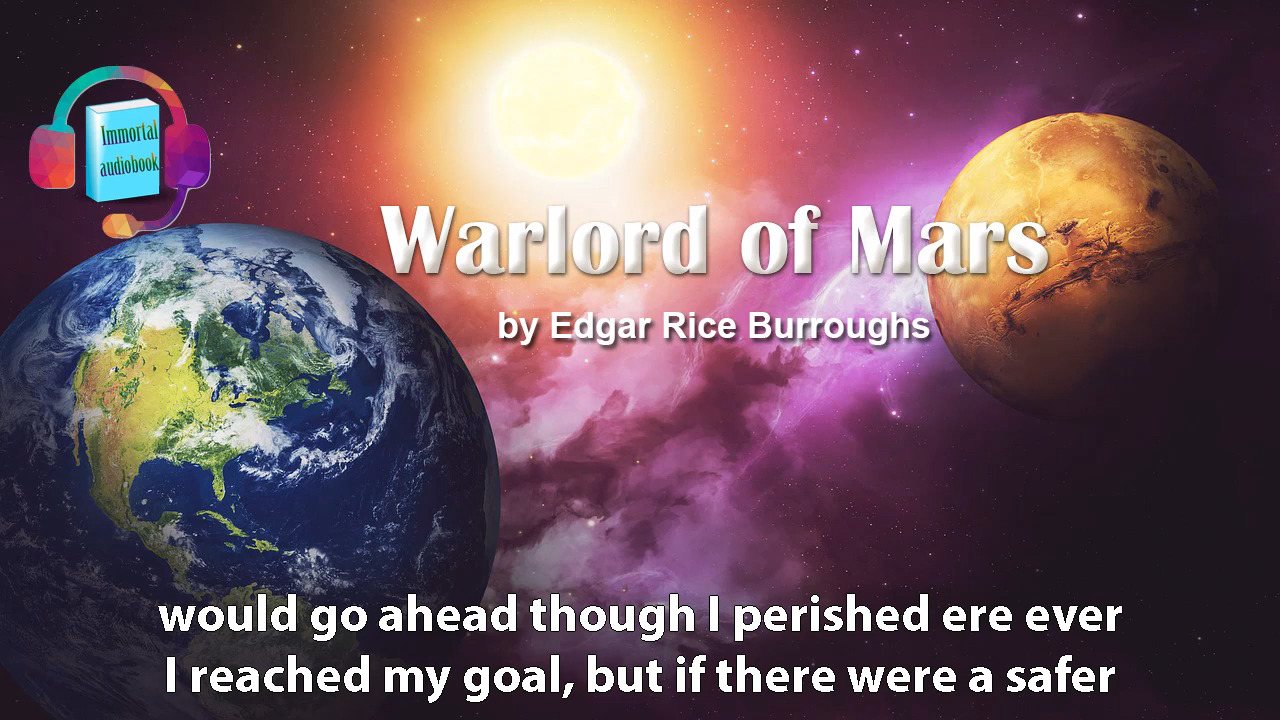 Immortal
audiobook
Warlord of Mars
by Edgar Rice Burroughs
would go ahead though I perished ere ever
I reached my goal, but if there were a safer